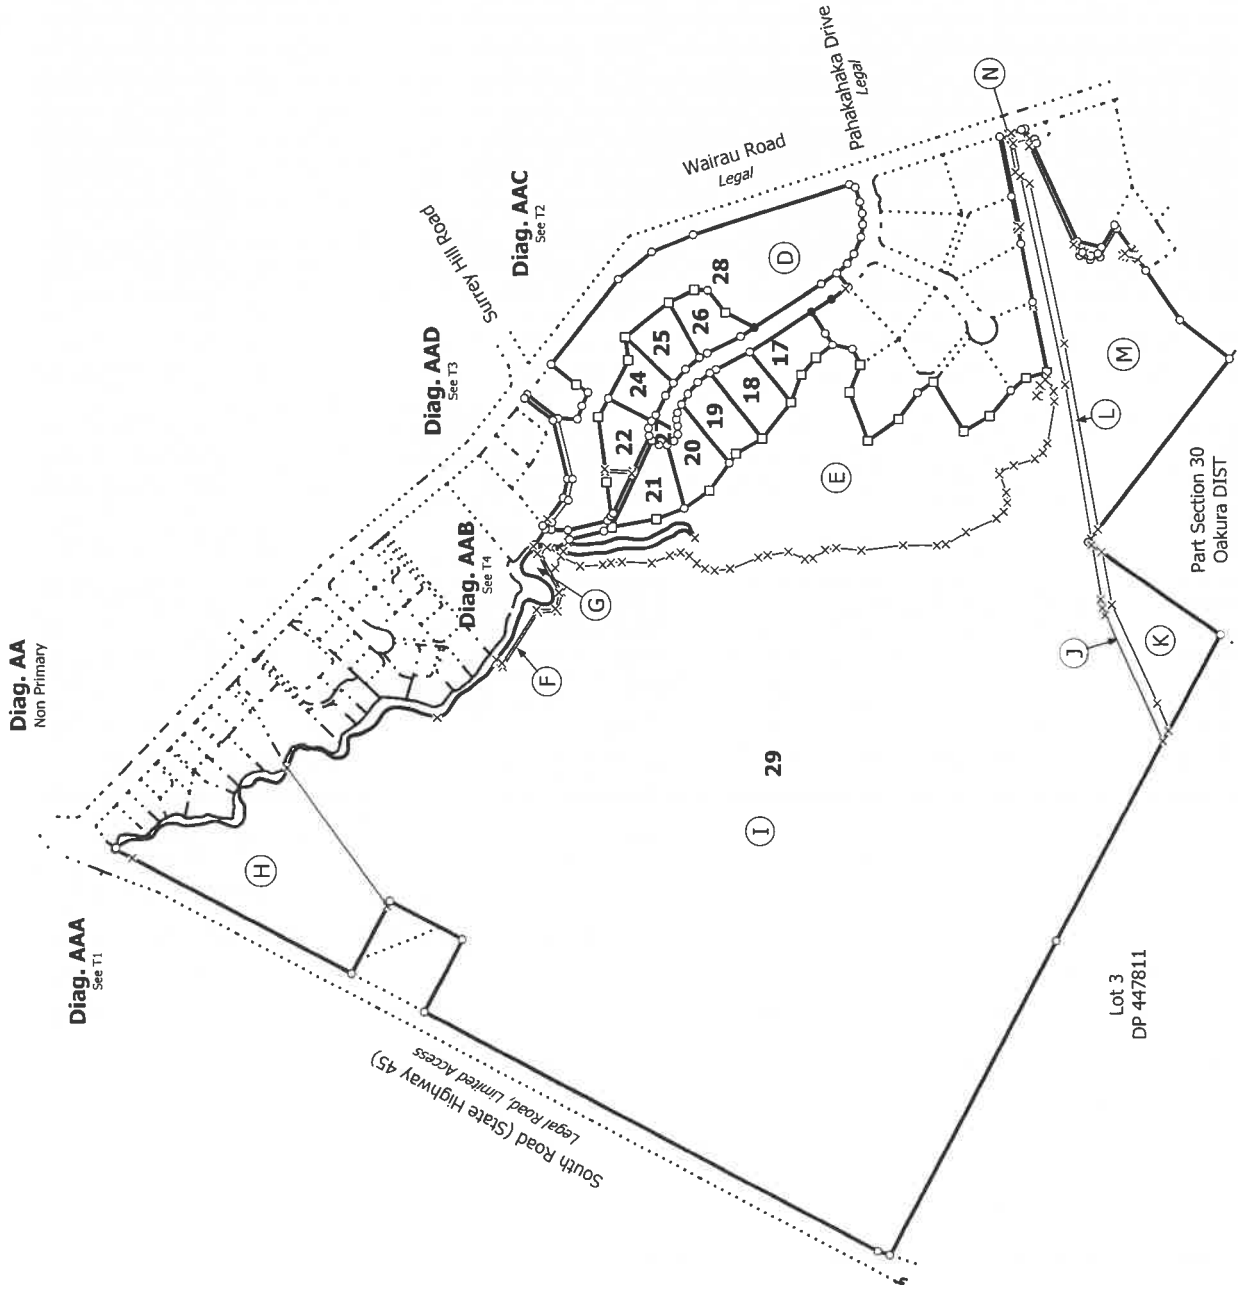 Diag. AA
Non Primary
Diag. AAA
See T1
Diag. AAD
See T3
Diag. AAC
See T2
Diag. AAB
See T4
Surrey Hill Road
Wairau Road
Legal
Pahakahaka Drive
Legal
South Road (State Highway 45)
Legal Road, Limited Access
N
D
28
26
25
24
22
27
21
20
19
18
17
E
G
F
H
I
29
J
K
L
M
Part Section 30
Oakura DIST
Lot 3
DP 447811